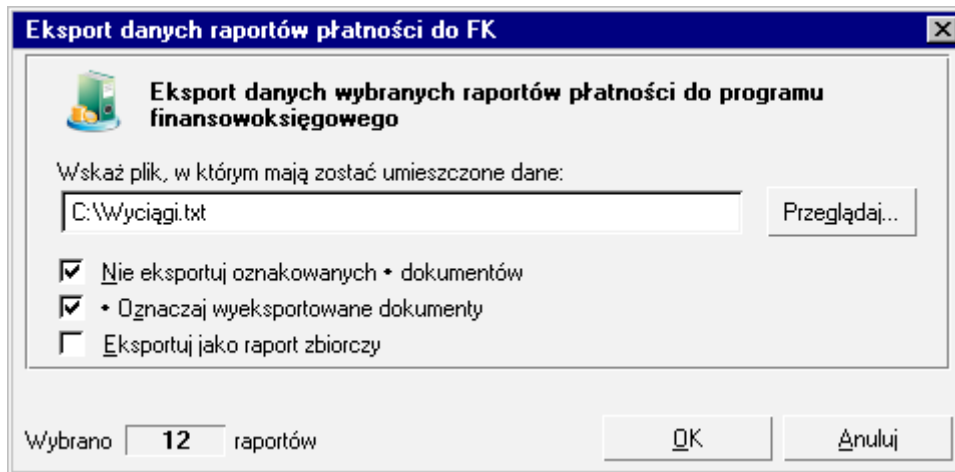 Eksport danych raportów płatności do FK
Eksport danych wybranych raportów płatności do programu
finansowoksięgowego
Wskaż plik, w którym mają zostać umieszczone dane:
C:\Wyciągi.txt
Przeglądaj...
Nie eksportuj oznakowanych • dokumentów
• Oznaczaj wyeksportowane dokumenty
Eksportuj jako raport zbiorczy
Wybrano 12 raportów
OK
Anuluj